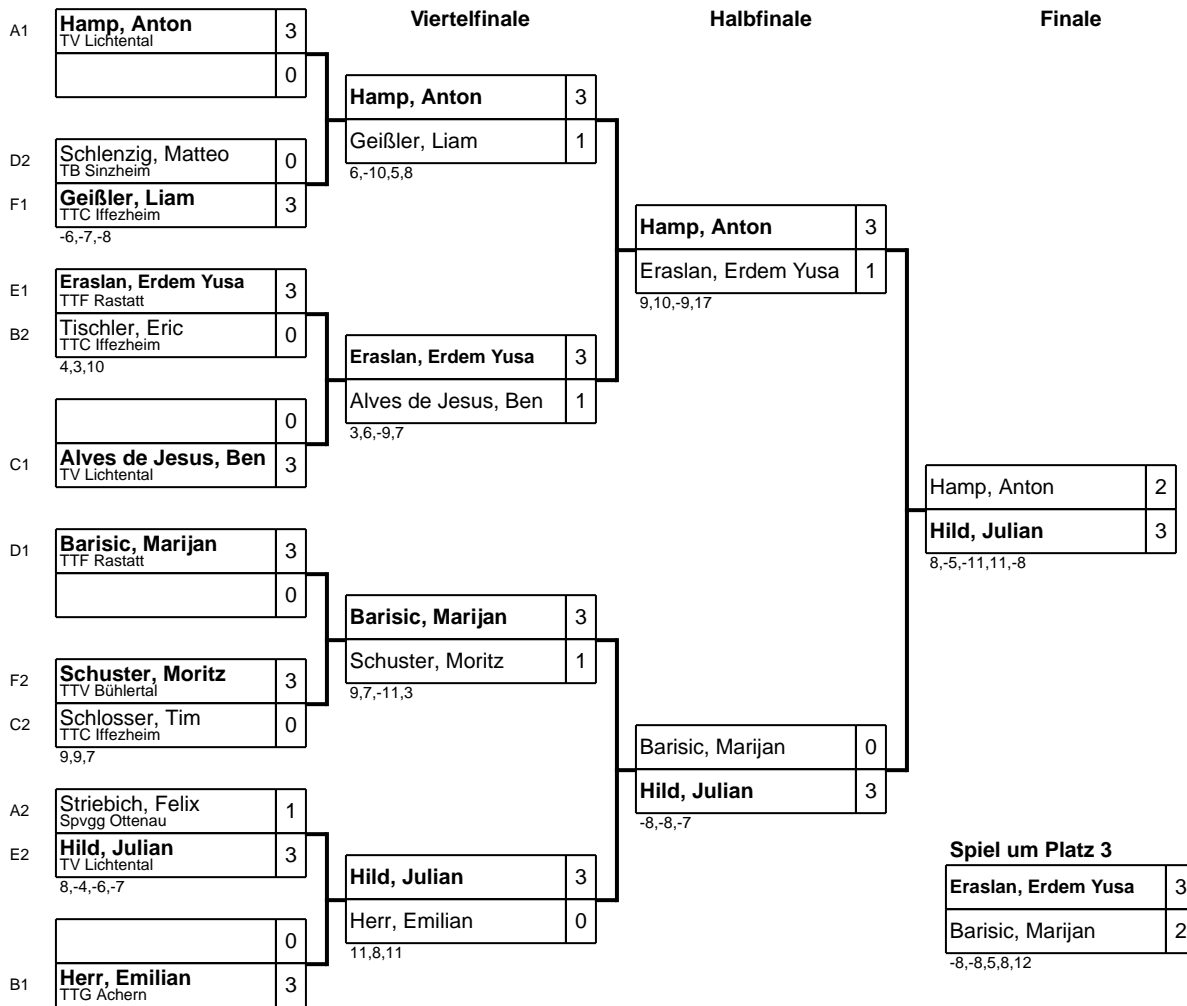 Viertelfinale
Halbfinale
Finale
A1
Hamp, Anton 3
TV Lichtental
0
D2
Schlenzig, Matteo 0
TB Sinzheim
F1
Geißler, Liam 3
TTC Iffezheim
-6,-7,-8
E1
Eraslan, Erdem Yusa 3
TTF Rastatt
B2
Tischler, Eric 0
TTC Iffezheim
4,3,10
0
C1
Alves de Jesus, Ben 3
TV Lichtental
D1
Barisic, Marijan 3
TTF Rastatt
0
F2
Schuster, Moritz 3
TTV Bühlertal
C2
Schlosser, Tim 0
TTC Iffezheim
9,9,7
A2
Striebich, Felix 1
Spvgg Ottenau
E2
Hild, Julian 3
TV Lichtental
8,-4,-6,-7
0
B1
Herr, Emilian 3
TTG Achern
Hamp, Anton 3
Geißler, Liam 1
6,-10,5,8
Eraslan, Erdem Yusa 3
Alves de Jesus, Ben 1
3,6,-9,7
Barisic, Marijan 3
Schuster, Moritz 1
9,7,-11,3
Hild, Julian 3
Herr, Emilian 0
11,8,11
Hamp, Anton 3
Eraslan, Erdem Yusa 1
9,10,-9,17
Barisic, Marijan 0
Hild, Julian 3
-8,-8,-7
Hamp, Anton 2
Hild, Julian 3
8,-5,-11,11,-8
Spiel um Platz 3
Eraslan, Erdem Yusa 3
Barisic, Marijan 2
-8,-8,5,8,12